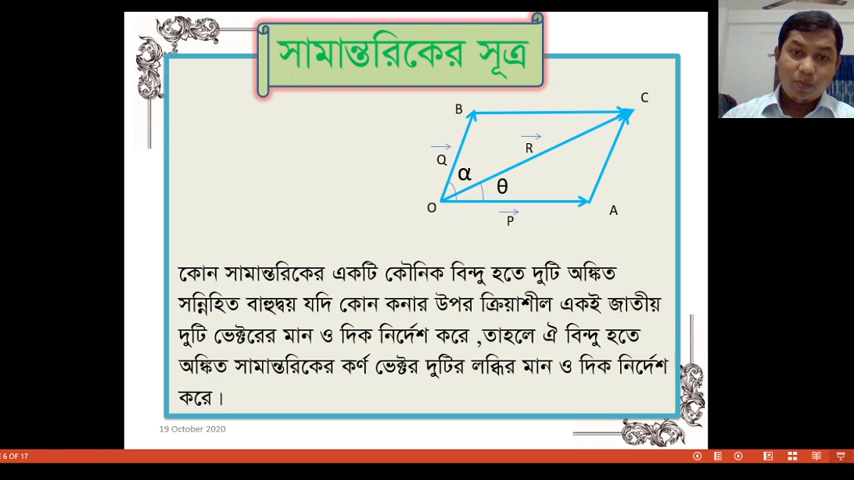 সামান্তরিকের সূত্র
B
C
Q
R
α
θ
O
A
P
কোন সামান্তরিকের একটি কৌনিক বিন্দু হতে দুটি অঙ্কিত
সন্নিহিত বাহুদ্বয় যদি কোন কনার উপর ক্রিয়াশীল একই জাতীয়
দুটি ভেক্টরের মান ও দিক নির্দেশ করে ,তাহলে ঐ বিন্দু হতে
অঙ্কিত সামান্তরিকের কর্ণ ভেক্টর দুটির লব্ধির মান ও দিক নির্দেশ
করে।
19 October 2020
6 OF 17